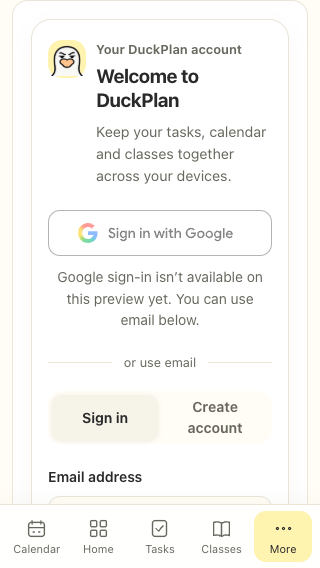 Your DuckPlan account
Welcome to
DuckPlan
Keep your tasks, calendar
and classes together
across your devices.
Sign in with Google
Google sign-in isn’t available on
this preview yet. You can use
email below.
or use email
Sign in
Create
account
Email address
Calendar
Home
Tasks
Classes
More